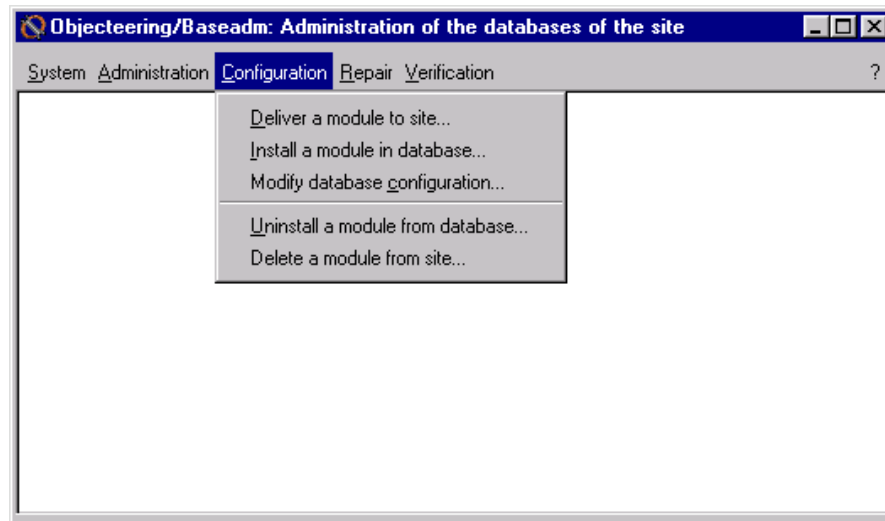 Objecteering/Baseadm: Administration of the databases of the site
System Administration Configuration Repair Verification ?
Deliver a module to site...
Install a module in database...
Modify database configuration...
Uninstall a module from database...
Delete a module from site...